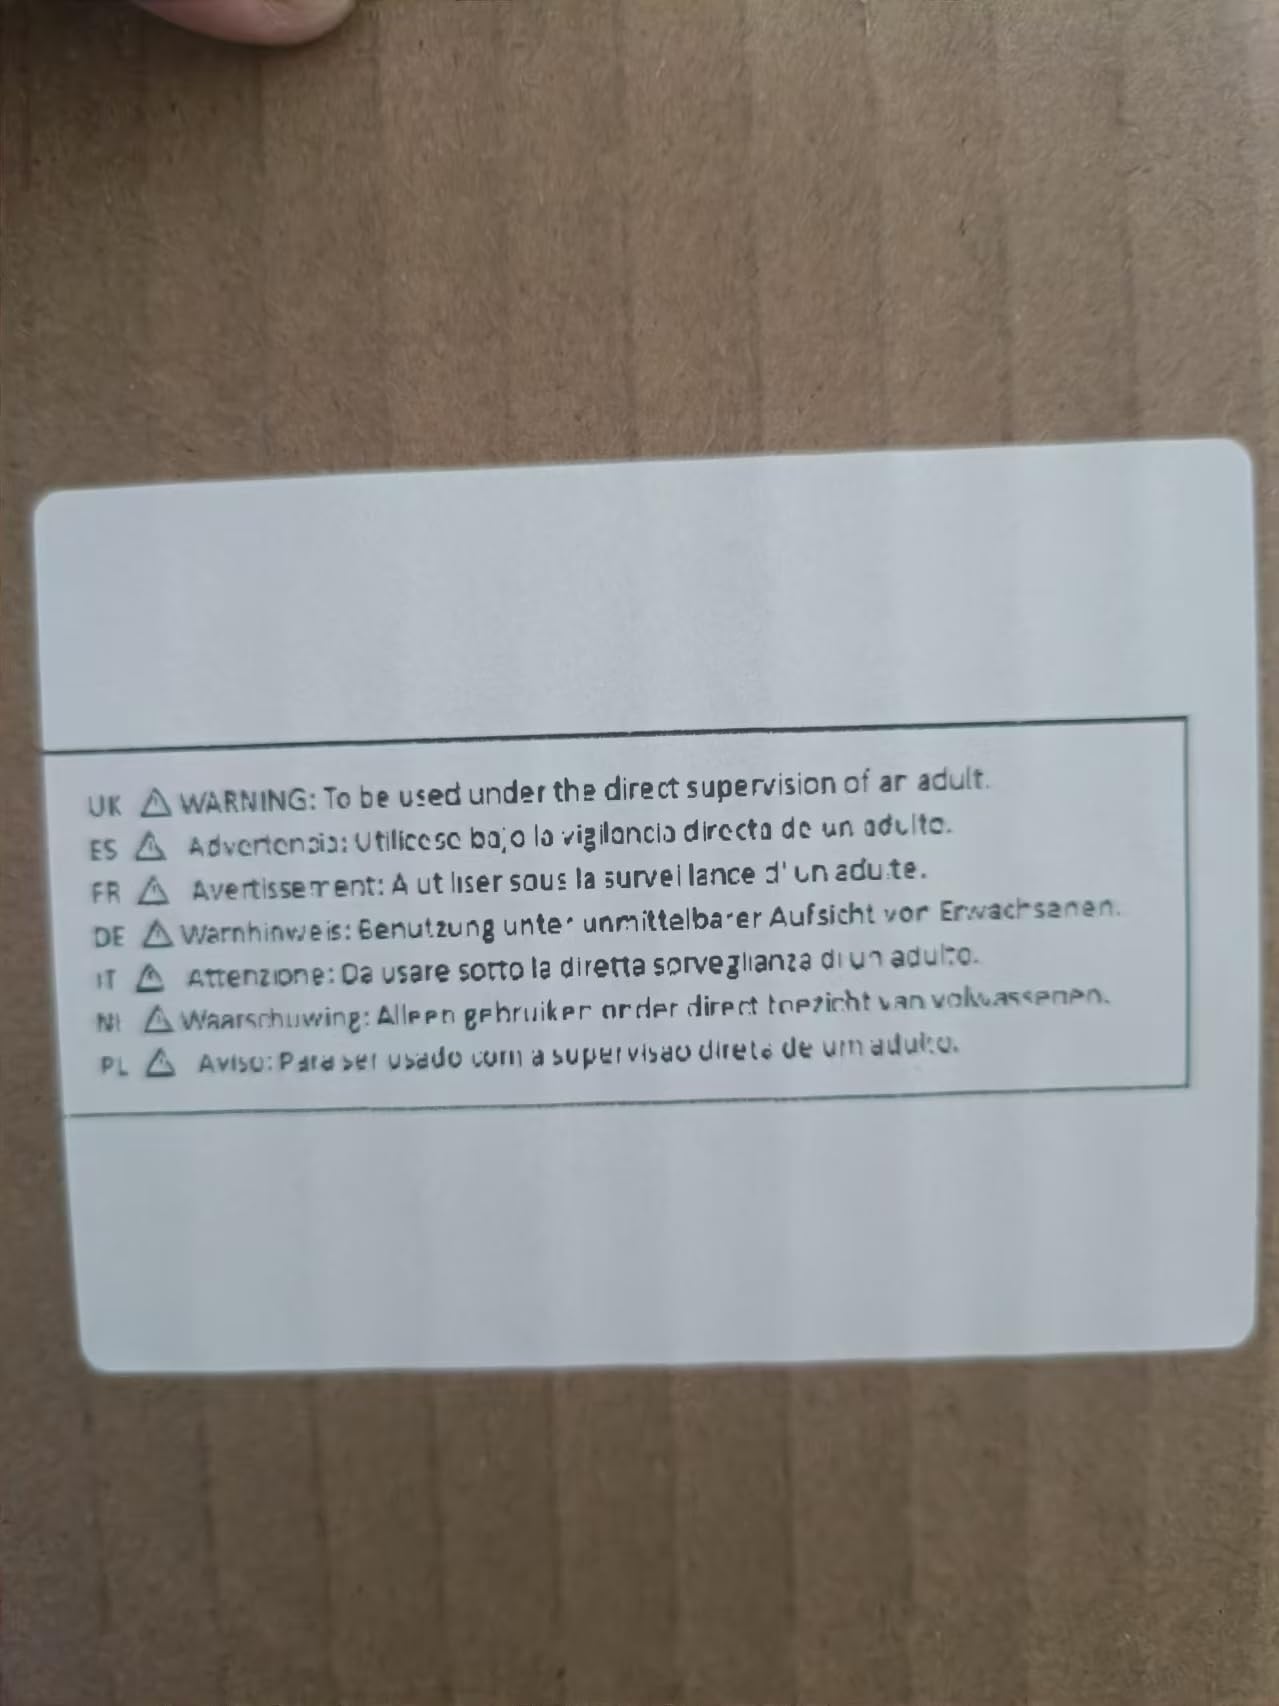 UK ⚠ WARNING: To be used under the direct supervision of an adult.
ES ⚠ Advertencia: Utilicese bajo la vigilancia directa de un adulto.
FR ⚠ Avertissement: A utiliser sous la surveillance d' un adulte.
DE ⚠ Warnhinweis: Benutzung unter unmittelbarer Aufsicht von Erwachsenen.
IT ⚠ Attenzione: Da usare sotto la diretta sorveglianza di un adulto.
NL ⚠ Waarschuwing: Alleen gebruiken onder direct toezicht van volwassenen.
PL ⚠ Aviso: Para ser usado com a supervisao direta de um adulto.